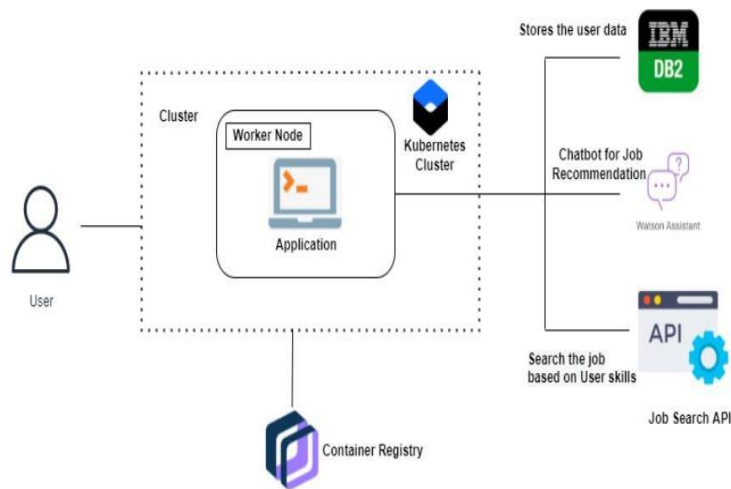 Stores the user data
IBM
DB2
Cluster
Worker Node
Kubernetes
Cluster
Application
Chatbot for Job
Recommendation
?
Watson Assistant
User
API
Search the job
based on User skills
Job Search API
Container Registry